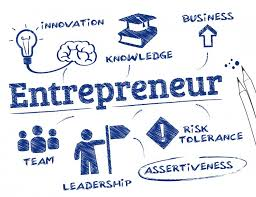 INNOVATION
BUSINESS
KNOWLEDGE
Entrepreneur
RISK
TOLERANCE
TEAM
LEADERSHIP
ASSERTIVENESS